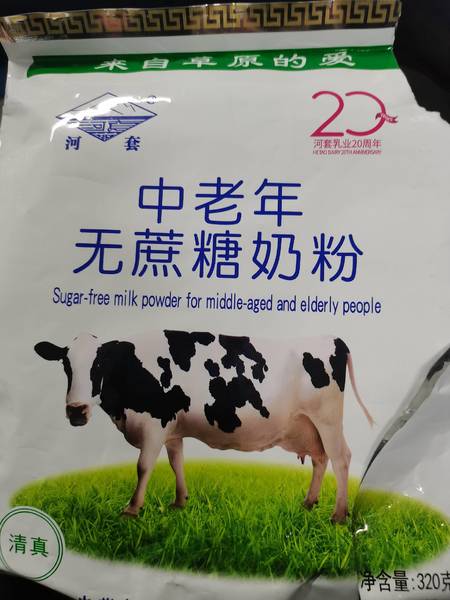 来自草原的爱
河套
20
河套乳业20周年
HETAO DAIRY 20TH ANNIVERSARY
中老年
无蔗糖奶粉
Sugar-free milk powder for middle-aged and elderly people
清真
净含量:320克